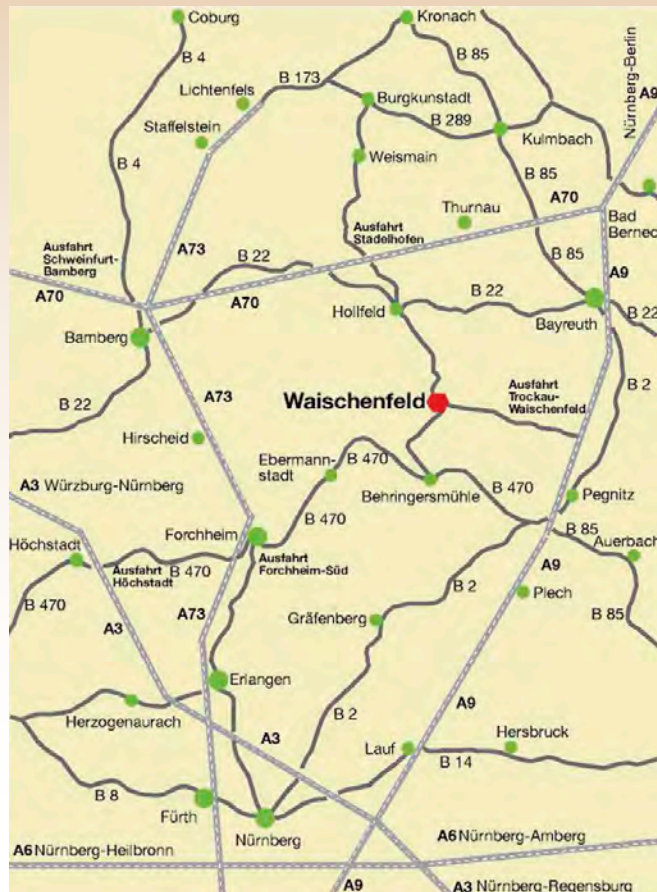 Coburg
Kronach
B 4
B 85
Nürnberg-Berlin
A9
Lichtenfels
B 173
Burgkunstadt
Staffelstein
B 289
Kulmbach
B 4
Weismain
B 85
A70
Thurnau
Bad
Berneck
Ausfahrt
Stadelhofen
Ausfahrt
Schweinfurt-
Bamberg
A73
B 22
B 85
A9
A70
A70
Hollfeld
B 22
Bayreuth
B 22
Bamberg
A73
Waischenfeld
Ausfahrt
Trockau-
Waischenfeld
B 2
B 22
Hirscheid
Ebermann-
stadt
B 470
A3 Würzburg-Nürnberg
Behringersmühle
B 470
Pegnitz
Forchheim
B 470
B 85
Höchstadt
Ausfahrt
Höchstadt
B 470
Ausfahrt
Forchheim-Süd
Auerbach
A9
B 470
B 2
Plech
A3
A73
Gräfenberg
B 85
Erlangen
B 2
A9
Herzogenaurach
A3
Lauf
Hersbruck
B 14
B 8
Fürth
Nürnberg
A6 Nürnberg-Amberg
A6 Nürnberg-Heilbronn
A9
A3 Nürnberg-Regensburg